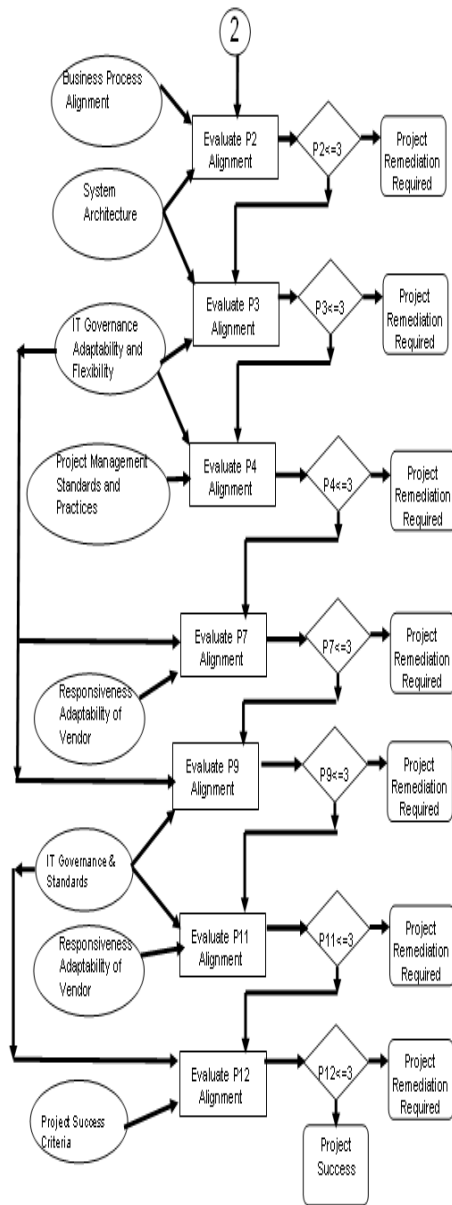 2
Business Process
Alignment
Evaluate P2
Alignment
P2<=3
Project
Remediation
Required
System
Architecture
Evaluate P3
Alignment
P3<=3
Project
Remediation
Required
IT Governance
Adaptability and
Flexibility
Project Management
Standards and
Practices
Evaluate P4
Alignment
P4<=3
Project
Remediation
Required
Evaluate P7
Alignment
P7<=3
Project
Remediation
Required
Responsiveness
Adaptability of
Vendor
Evaluate P9
Alignment
P9<=3
Project
Remediation
Required
IT Governance &
Standards
Responsiveness
Adaptability of
Vendor
Evaluate P11
Alignment
P11<=3
Project
Remediation
Required
Evaluate P12
Alignment
P12<=3
Project
Remediation
Required
Project Success
Criteria
Project
Success